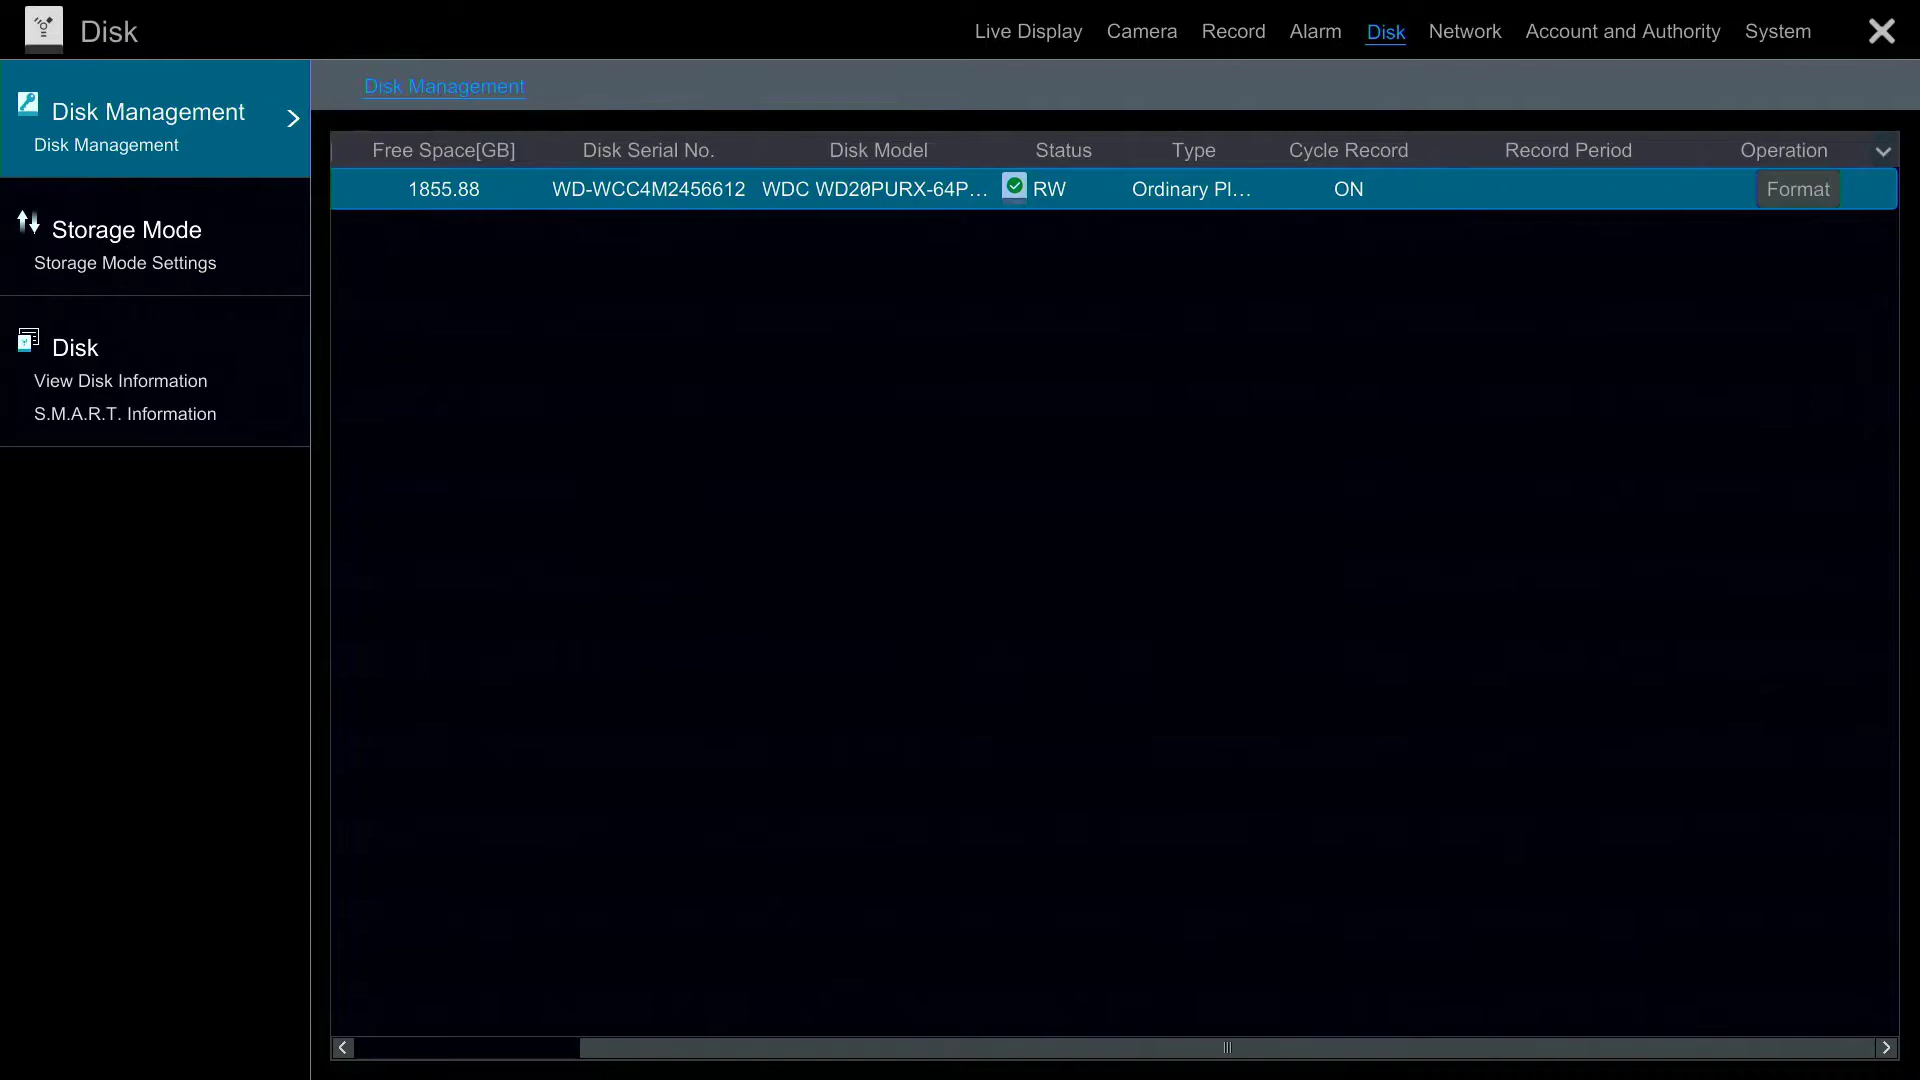 Disk
Live Display Camera Record Alarm Disk Network Account and Authority System
Disk Management
Disk Management
Disk Management
Storage Mode
Storage Mode Settings
Disk
View Disk Information
S.M.A.R.T. Information
Free Space[GB] Disk Serial No. Disk Model Status Type Cycle Record Record Period Operation
1855.88 WD-WCC4M2456612 WDC WD20PURX-64P... RW Ordinary Pl... ON Format